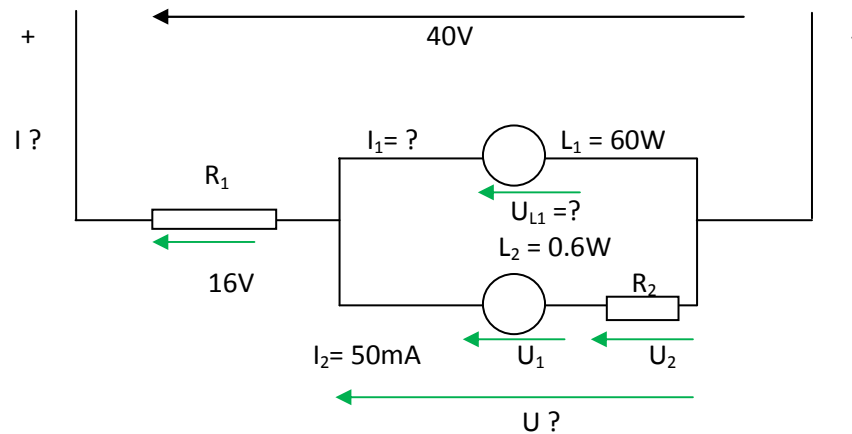 +
40V
-
I ?
I₁= ?
L₁ = 60W
R₁
U_L1 =?
L₂ = 0.6W
16V
R₂
I₂= 50mA
U₁
U₂
U ?